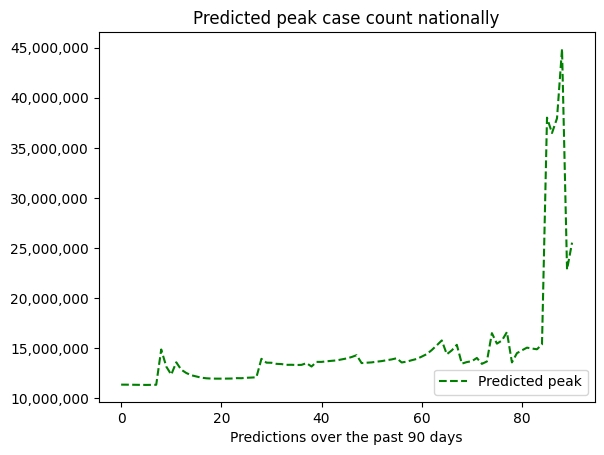 Predicted peak case count nationally
45,000,000
40,000,000
35,000,000
30,000,000
25,000,000
20,000,000
15,000,000
10,000,000
Predicted peak
0 20 40 60 80
Predictions over the past 90 days